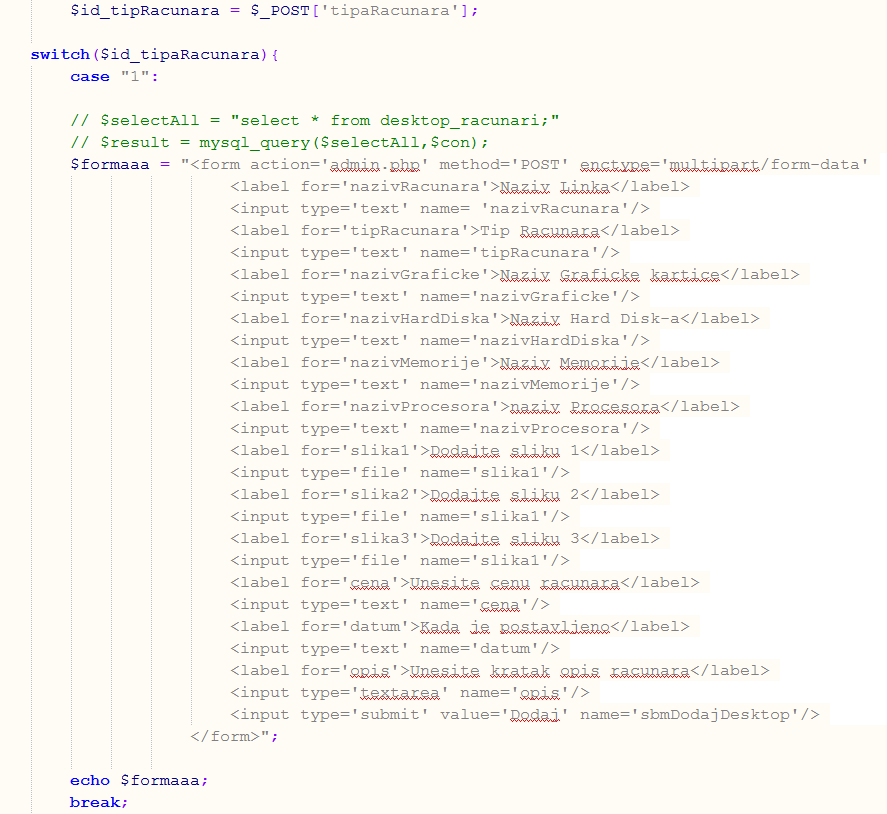 $id_tipRacunara = $_POST['tipaRacunara'];
switch($id_tipaRacunara){
case "1":
// $selectAll = "select * from desktop_racunari;"
// $result = mysql_query($selectAll,$con);
$formaaa = "<form action='admin.php' method='POST' enctype='multipart/form-data'
<label for='nazivRacunara'>Naziv Linka</label>
<input type='text' name= 'nazivRacunara'/>
<label for='tipRacunara'>Tip Racunara</label>
<input type='text' name='tipRacunara'/>
<label for='nazivGraficke'>Naziv Graficke kartice</label>
<input type='text' name='nazivGraficke'/>
<label for='nazivHardDiska'>Naziv Hard Disk-a</label>
<input type='text' name='nazivHardDiska'/>
<label for='nazivMemorije'>Naziv Memorije</label>
<input type='text' name='nazivMemorije'/>
<label for='nazivProcesora'>naziv Procesora</label>
<input type='text' name='nazivProcesora'/>
<label for='slika1'>Dodajte sliku 1</label>
<input type='file' name='slika1'/>
<label for='slika2'>Dodajte sliku 2</label>
<input type='file' name='slika1'/>
<label for='slika3'>Dodajte sliku 3</label>
<input type='file' name='slika1'/>
<label for='cena'>Unesite cenu racunara</label>
<input type='text' name='cena'/>
<label for='datum'>Kada je postavljeno</label>
<input type='text' name='datum'/>
<label for='opis'>Unesite kratak opis racunara</label>
<input type='textarea' name='opis'/>
<input type='submit' value='Dodaj' name='sbmDodajDesktop'/>
</form>";
echo $formaaa;
break;